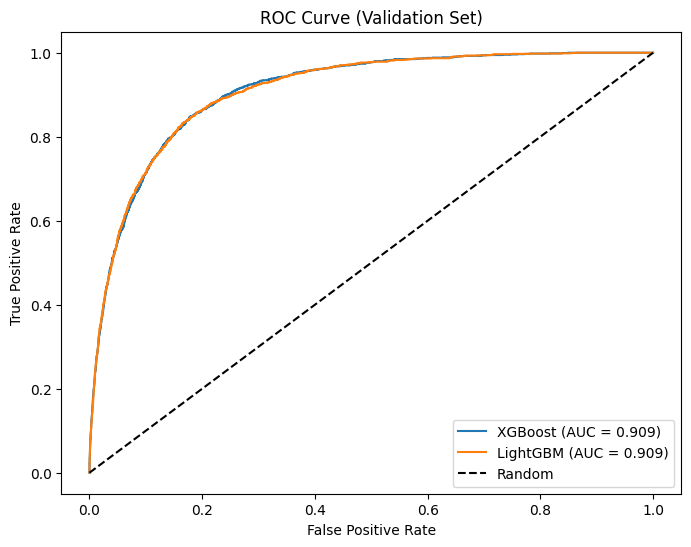 ROC Curve (Validation Set)
1.0
0.8
0.6
0.4
0.2
0.0
True Positive Rate
XGBoost (AUC = 0.909)
LightGBM (AUC = 0.909)
Random
0.0 0.2 0.4 0.6 0.8 1.0
False Positive Rate